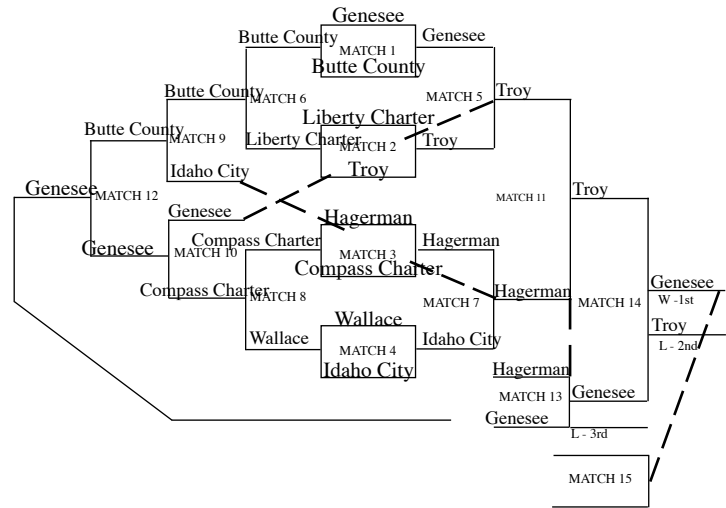 Genesee
Butte County
MATCH 1
Genesee
Butte County
Butte County
MATCH 6
MATCH 5
Troy
Liberty Charter
Butte County
MATCH 9
Liberty Charter
MATCH 2
Troy
Troy
Idaho City
Genesee
MATCH 12
MATCH 11
Troy
Genesee
Hagerman
Genesee
MATCH 10
Compass Charter
MATCH 3
Hagerman
Compass Charter
Compass Charter
MATCH 8
MATCH 7
Hagerman
MATCH 14
Genesee
W -1st
Wallace
Wallace
MATCH 4
Idaho City
Troy
L - 2nd
Idaho City
Hagerman
MATCH 13
Genesee
Genesee
L - 3rd
MATCH 15